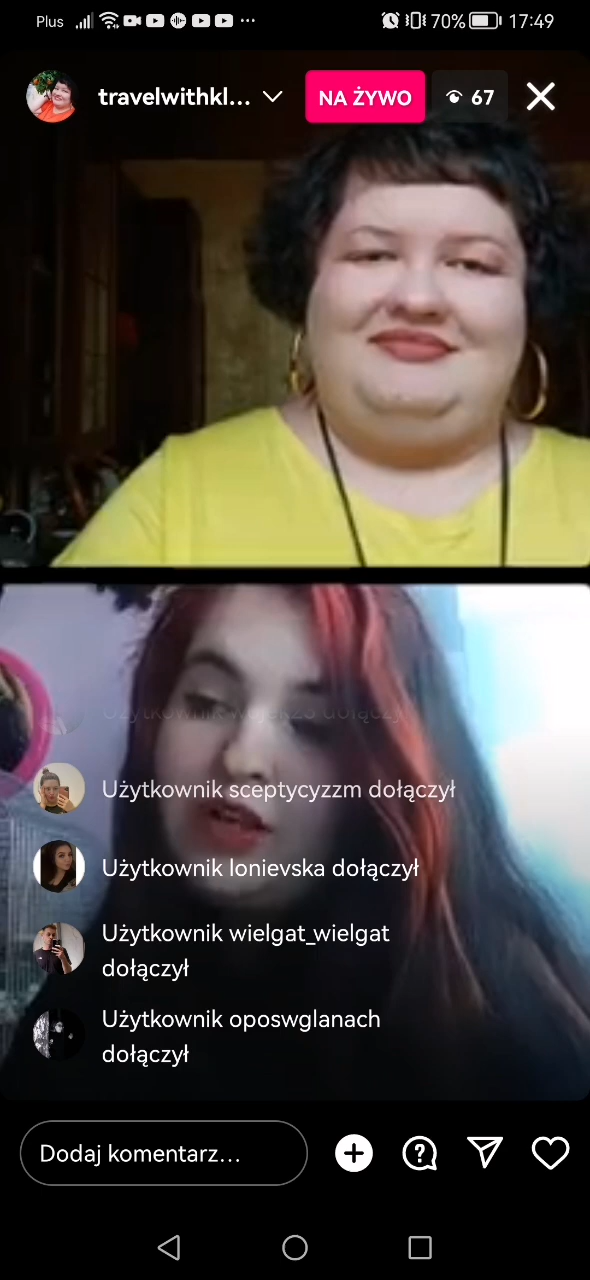 Plus 70% 17:49
travelwithkl... NA ŻYWO 67
Użytkownik sceptycyzzm dołączył
Użytkownik lonievska dołączył
Użytkownik wielgat_wielgat
dołączył
Użytkownik oposwglanach
dołączył
Dodaj komentarz...